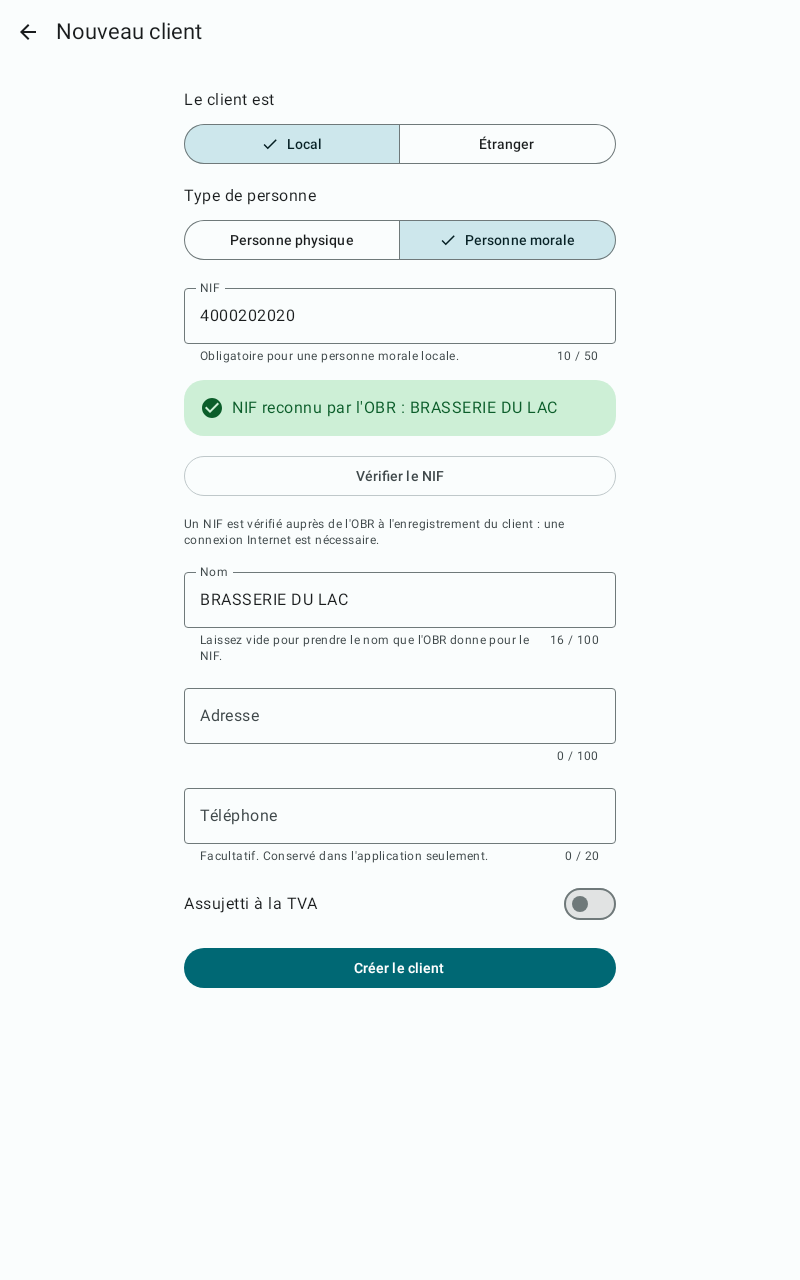 Nouveau client
Le client est
Local
Étranger
Type de personne
Personne physique
Personne morale
NIF
4000202020
Obligatoire pour une personne morale locale.
10 / 50
NIF reconnu par l'OBR : BRASSERIE DU LAC
Vérifier le NIF
Un NIF est vérifié auprès de l'OBR à l'enregistrement du client : une
connexion Internet est nécessaire.
Nom
BRASSERIE DU LAC
Laissez vide pour prendre le nom que l'OBR donne pour le
NIF.
16 / 100
Adresse
0 / 100
Téléphone
Facultatif. Conservé dans l'application seulement.
0 / 20
Assujetti à la TVA
Créer le client